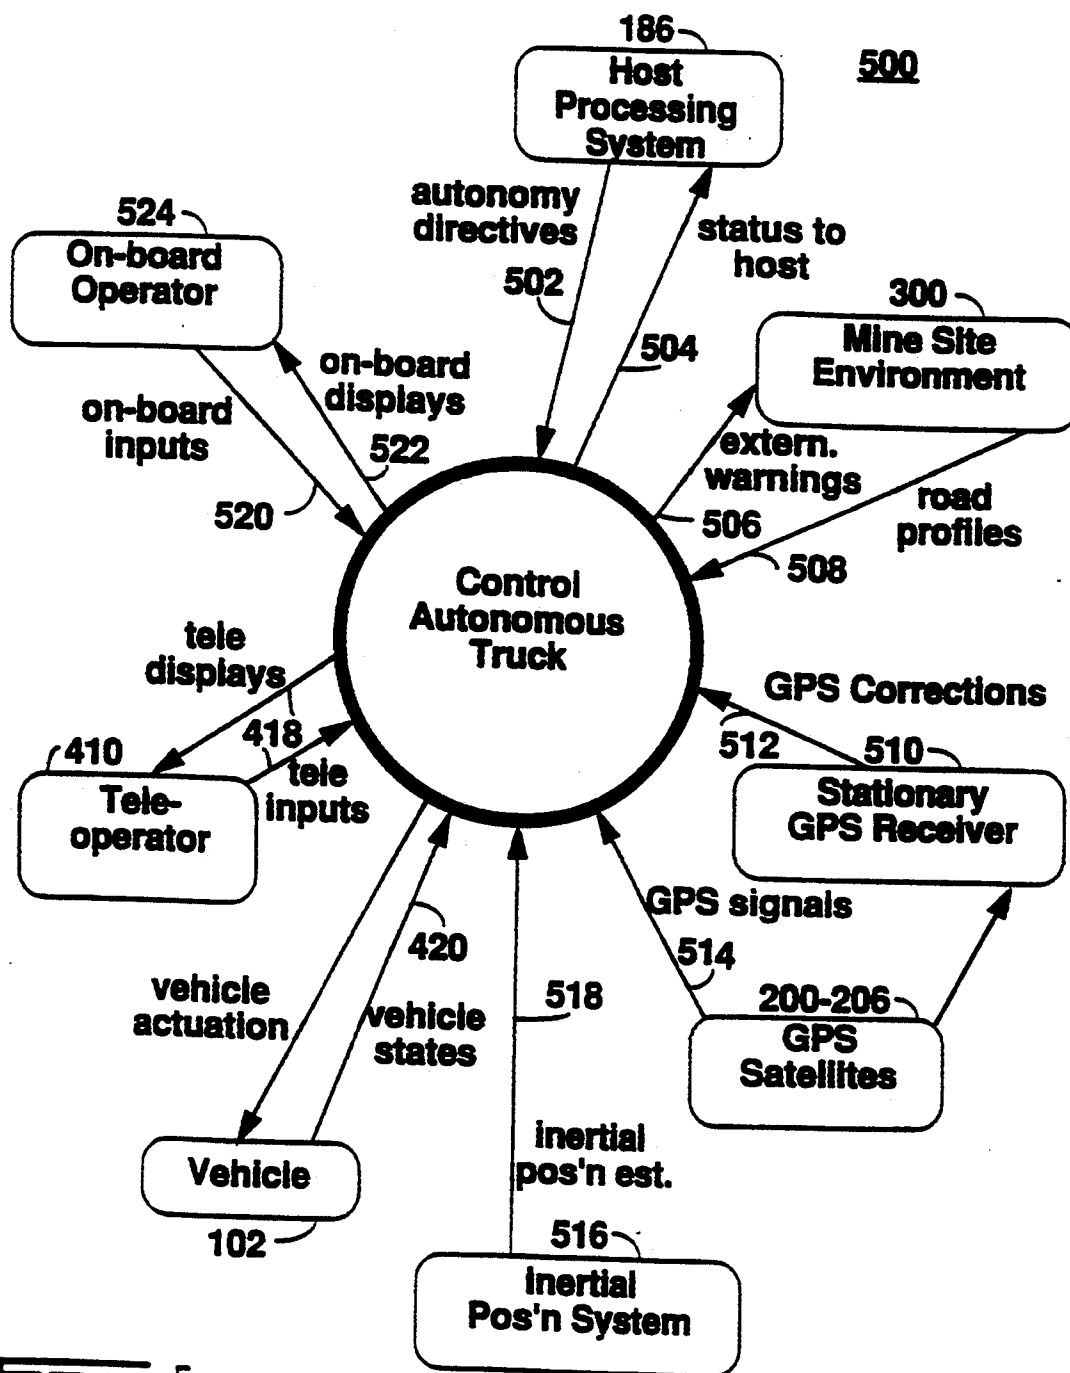 186
500
Host
Processing
System
autonomy
directives
status to
host
502
504
524
On-board
Operator
on-board
displays
on-board
inputs
522
520
300
Mine Site
Environment
extern.
warnings
506
road
profiles
508
Control
Autonomous
Truck
tele
displays
418
410
tele
inputs
Tele-
operator
GPS Corrections
512
510
Stationary
GPS Receiver
GPS signals
514
200-206
GPS
Satellites
420
vehicle
actuation
vehicle
states
518
Vehicle
102
inertial
pos'n est.
516
Inertial
Pos'n System